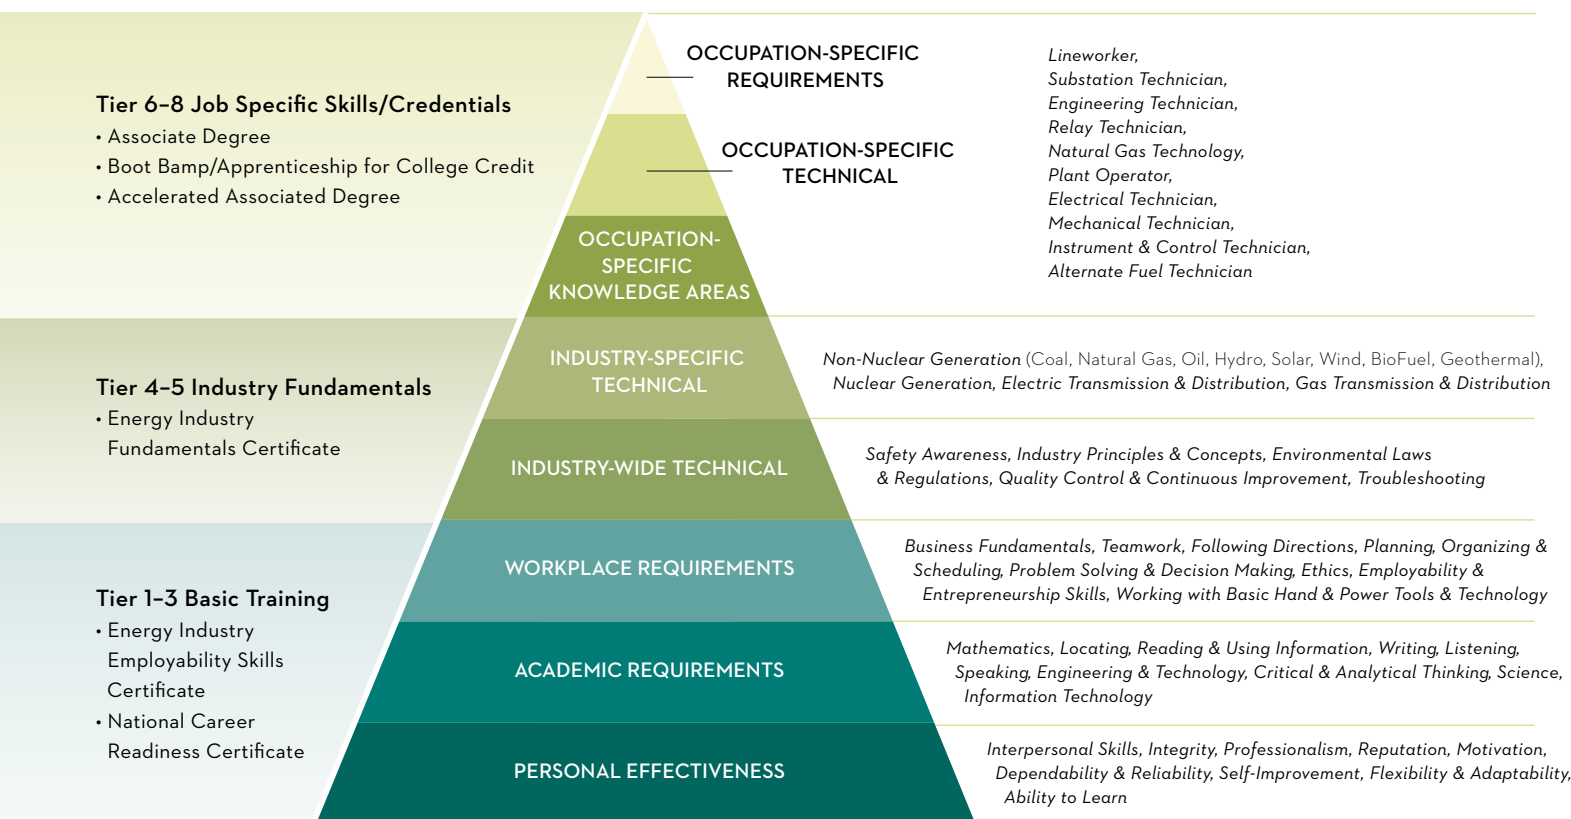 Tier 6–8 Job Specific Skills/Credentials
• Associate Degree
• Boot Bamp/Apprenticeship for College Credit
• Accelerated Associated Degree
OCCUPATION-SPECIFIC
REQUIREMENTS
OCCUPATION-SPECIFIC
TECHNICAL
OCCUPATION-
SPECIFIC
KNOWLEDGE AREAS
Lineworker,
Substation Technician,
Engineering Technician,
Relay Technician,
Natural Gas Technology,
Plant Operator,
Electrical Technician,
Mechanical Technician,
Instrument & Control Technician,
Alternate Fuel Technician
Tier 4–5 Industry Fundamentals
• Energy Industry
Fundamentals Certificate
INDUSTRY-SPECIFIC
TECHNICAL
Non-Nuclear Generation (Coal, Natural Gas, Oil, Hydro, Solar, Wind, BioFuel, Geothermal),
Nuclear Generation, Electric Transmission & Distribution, Gas Transmission & Distribution
INDUSTRY-WIDE TECHNICAL
Safety Awareness, Industry Principles & Concepts, Environmental Laws
& Regulations, Quality Control & Continuous Improvement, Troubleshooting
Tier 1–3 Basic Training
• Energy Industry
Employability Skills
Certificate
• National Career
Readiness Certificate
WORKPLACE REQUIREMENTS
Business Fundamentals, Teamwork, Following Directions, Planning, Organizing &
Scheduling, Problem Solving & Decision Making, Ethics, Employability &
Entrepreneurship Skills, Working with Basic Hand & Power Tools & Technology
ACADEMIC REQUIREMENTS
Mathematics, Locating, Reading & Using Information, Writing, Listening,
Speaking, Engineering & Technology, Critical & Analytical Thinking, Science,
Information Technology
PERSONAL EFFECTIVENESS
Interpersonal Skills, Integrity, Professionalism, Reputation, Motivation,
Dependability & Reliability, Self-Improvement, Flexibility & Adaptability,
Ability to Learn